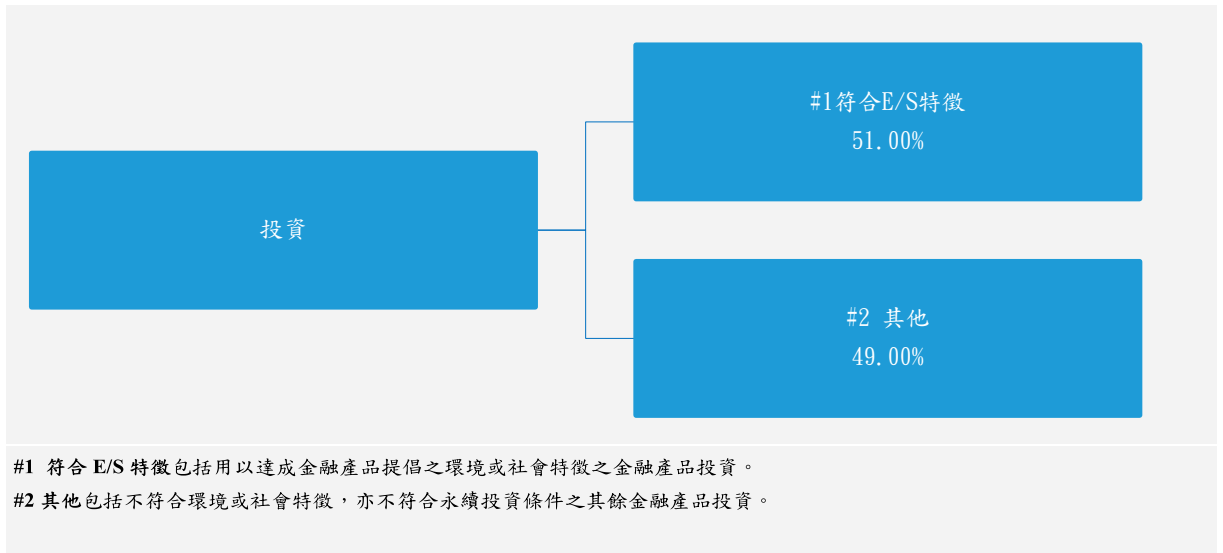 投資
#1符合E/S特徵
51.00%
#2 其他
49.00%
#1 符合 E/S 特徵包括用以達成金融產品提倡之環境或社會特徵之金融產品投資。
#2 其他包括不符合環境或社會特徵，亦不符合永續投資條件之其餘金融產品投資。